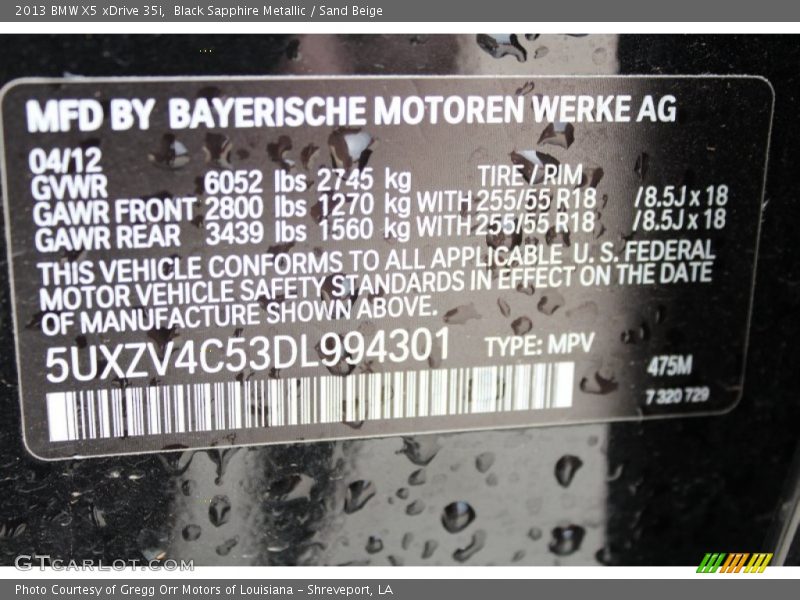 2013 BMW X5 xDrive 35i, Black Sapphire Metallic / Sand Beige
MFD BY BAYERISCHE MOTOREN WERKE AG
04/12
GVWR 6052 lbs 2745 kg TIRE / RIM
GAWR FRONT 2800 lbs 1270 kg WITH 255/55 R18 /8.5J x 18
GAWR REAR 3439 lbs 1560 kg WITH 255/55 R18 /8.5J x 18
THIS VEHICLE CONFORMS TO ALL APPLICABLE U.S. FEDERAL
MOTOR VEHICLE SAFETY STANDARDS IN EFFECT ON THE DATE
OF MANUFACTURE SHOWN ABOVE.
5UXZV4C53DL994301 TYPE: MPV
475M
7 320 729
GTCARLOT.COM
Photo Courtesy of Gregg Orr Motors of Louisiana - Shreveport, LA